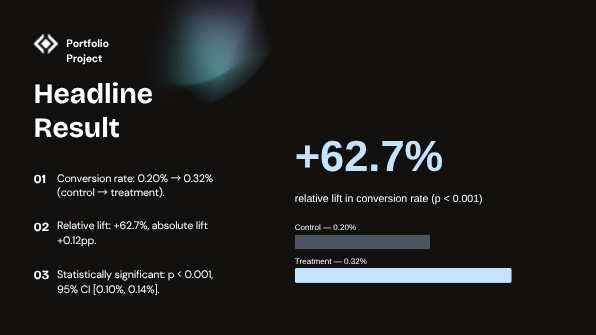 Portfolio
Project
Headline
Result
01 Conversion rate: 0.20% → 0.32%
(control → treatment).
02 Relative lift: +62.7%, absolute lift
+0.12pp.
03 Statistically significant: p < 0.001,
95% CI [0.10%, 0.14%].
+62.7%
relative lift in conversion rate (p < 0.001)
Control — 0.20%
Treatment — 0.32%